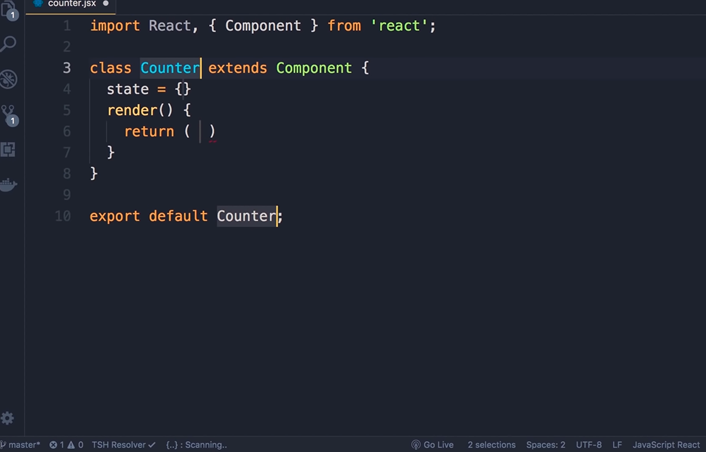 counter.jsx
1 import React, { Component } from 'react';
2
3 class Counter extends Component {
4 state = {}
5 render() {
6 return ( )
7 }
8 }
9
10 export default Counter;
1
1
master* 1 0 TSH Resolver ✓ {..} : Scanning.. Go Live 2 selections Spaces: 2 UTF-8 LF JavaScript React